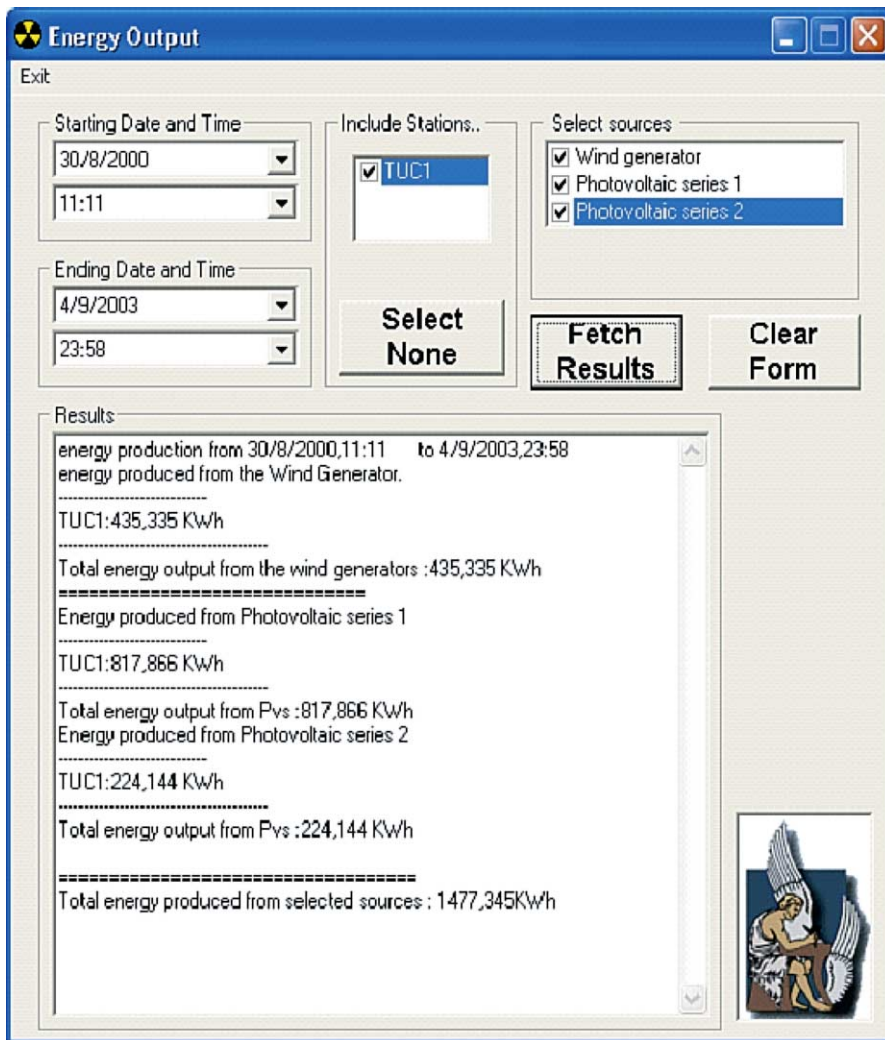 Energy Output
Exit
Starting Date and Time
30/8/2000
11:11
Ending Date and Time
4/9/2003
23:58
Include Stations..
TUC1
Select
None
Select sources
Wind generator
Photovoltaic series 1
Photovoltaic series 2
Fetch
Results
Clear
Form
Results
energy production from 30/8/2000,11:11 to 4/9/2003,23:58
energy produced from the Wind Generator.
------------------------------
TUC1:435,335 KWh
------------------------------------------
Total energy output from the wind generators :435,335 KWh
===============================
Energy produced from Photovoltaic series 1
------------------------------
TUC1:817,866 KWh
------------------------------------------
Total energy output from Pvs :817,866 KWh
Energy produced from Photovoltaic series 2
------------------------------
TUC1:224,144 KWh
------------------------------------------
Total energy output from Pvs :224,144 KWh
====================================
Total energy produced from selected sources : 1477,345KWh